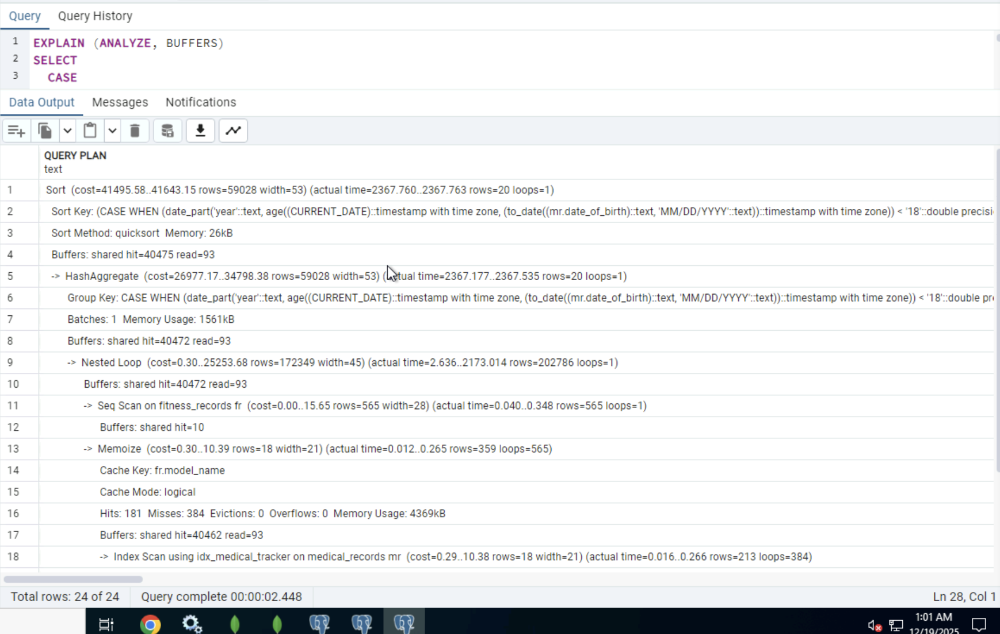 Query Query History
1 EXPLAIN (ANALYZE, BUFFERS)
2 SELECT
3 CASE
Data Output Messages Notifications
QUERY PLAN
text
1 Sort (cost=41495.58..41643.15 rows=59028 width=53) (actual time=2367.760..2367.763 rows=20 loops=1)
2 Sort Key: (CASE WHEN (date_part('year'::text, age((CURRENT_DATE)::timestamp with time zone, (to_date((mr.date_of_birth)::text, 'MM/DD/YYYY'::text))::timestamp with time zone)) < '18'::double precisi
3 Sort Method: quicksort Memory: 26kB
4 Buffers: shared hit=40475 read=93
5 -> HashAggregate (cost=26977.17..34798.38 rows=59028 width=53) (actual time=2367.177..2367.535 rows=20 loops=1)
6 Group Key: CASE WHEN (date_part('year'::text, age((CURRENT_DATE)::timestamp with time zone, (to_date((mr.date_of_birth)::text, 'MM/DD/YYYY'::text))::timestamp with time zone)) < '18'::double pr
7 Batches: 1 Memory Usage: 1561kB
8 Buffers: shared hit=40472 read=93
9 -> Nested Loop (cost=0.30..25253.68 rows=172349 width=45) (actual time=2.636..2173.014 rows=202786 loops=1)
10 Buffers: shared hit=40472 read=93
11 -> Seq Scan on fitness_records fr (cost=0.00..15.65 rows=565 width=28) (actual time=0.040..0.348 rows=565 loops=1)
12 Buffers: shared hit=10
13 -> Memoize (cost=0.30..10.39 rows=18 width=21) (actual time=0.012..0.265 rows=359 loops=565)
14 Cache Key: fr.model_name
15 Cache Mode: logical
16 Hits: 181 Misses: 384 Evictions: 0 Overflows: 0 Memory Usage: 4369kB
17 Buffers: shared hit=40462 read=93
18 -> Index Scan using idx_medical_tracker on medical_records mr (cost=0.29..10.38 rows=18 width=21) (actual time=0.016..0.266 rows=213 loops=384)
Total rows: 24 of 24 Query complete 00:00:02.448 Ln 28, Col 1
1:01 AM
12/19/2025